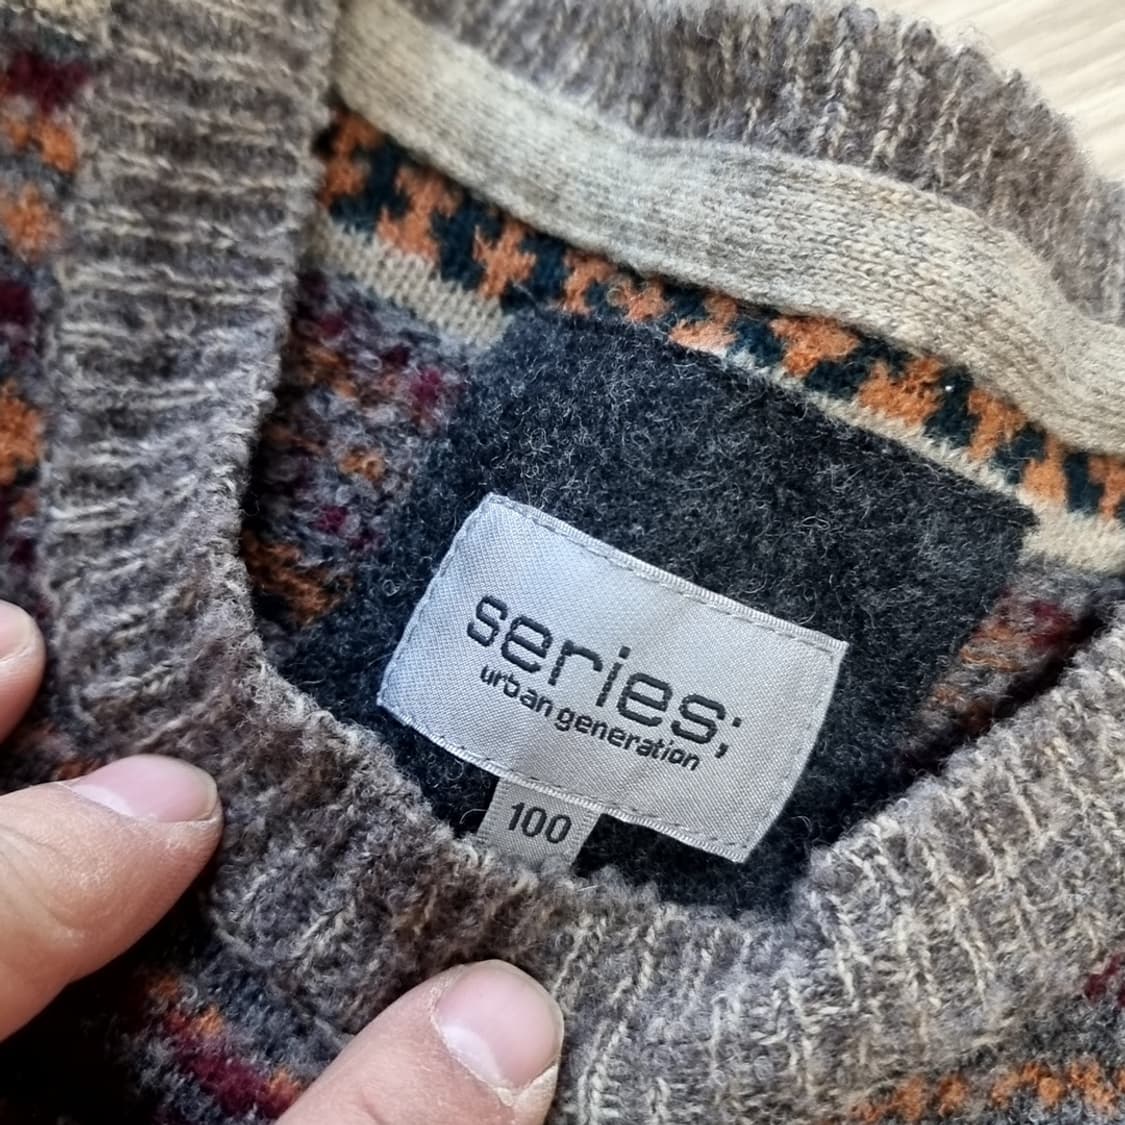 series;
urban generation
100